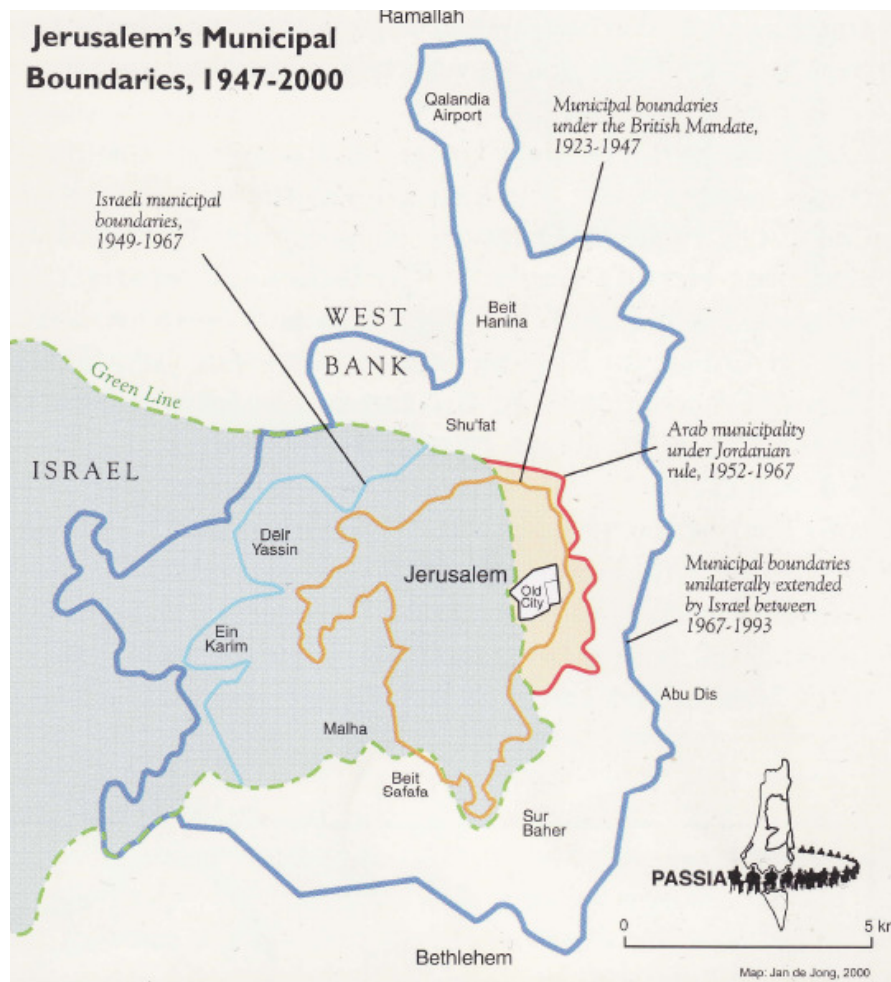 Ramallah
Jerusalem's Municipal
Boundaries, 1947-2000
Qalandia
Airport
Municipal boundaries
under the British Mandate,
1923-1947
Israeli municipal
boundaries,
1949-1967
WEST
BANK
Beit
Hanina
Green Line
Shu'fat
ISRAEL
Arab municipality
under Jordanian
rule, 1952-1967
Deir
Yassin
Jerusalem
Old
City
Municipal boundaries
unilaterally extended
by Israel between
1967-1993
Ein
Karim
Abu Dis
Malha
Beit
Safafa
Sur
Baher
PASSIA
0
5 km
Bethlehem
Map: Jan de Jong, 2000